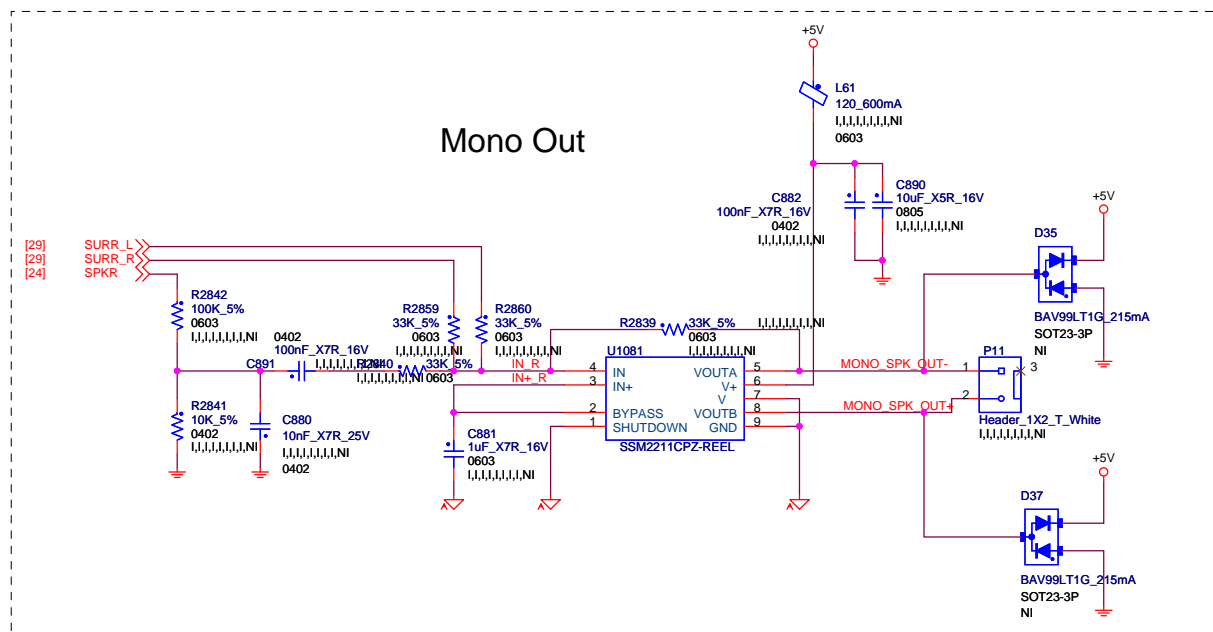 Mono Out
+5V
L61
120_600mA
I,I,I,I,I,I,I,NI
0603
C882
100nF_X7R_16V
0402
I,I,I,I,I,I,I,NI
C890
10uF_X5R_16V
0805
I,I,I,I,I,I,I,NI
+5V
D35
BAV99LT1G_215mA
SOT23-3P
NI
[29] SURR_L
[29] SURR_R
[24] SPKR
R2842
100K_5%
0603
I,I,I,I,I,I,I,NI
R2859
33K_5%
0603
I,I,I,I,I,I,I,NI
R2860
33K_5%
0603
I,I,I,I,I,I,I,NI
R2839
33K_5%
0603
I,I,I,I,I,I,I,NI
I,I,I,I,I,I,I,NI
0402
100nF_X7R_16V
C891
R2840
33K_5%
0603
I,I,I,I,I,I,I,NI
IN_R
IN+_R
U1081
4 IN
3 IN+
2 BYPASS
1 SHUTDOWN
VOUTA 5
V+ 6
V 7
VOUTB 8
GND 9
SSM2211CPZ-REEL
MONO_SPK_OUT-
MONO_SPK_OUT+
P11
1
2
3
Header_1X2_T_White
I,I,I,I,I,I,I,NI
R2841
10K_5%
0402
I,I,I,I,I,I,I,NI
C880
10nF_X7R_25V
I,I,I,I,I,I,I,NI
0402
C881
1uF_X7R_16V
0603
I,I,I,I,I,I,I,NI
A
A
A
+5V
D37
BAV99LT1G_215mA
SOT23-3P
NI